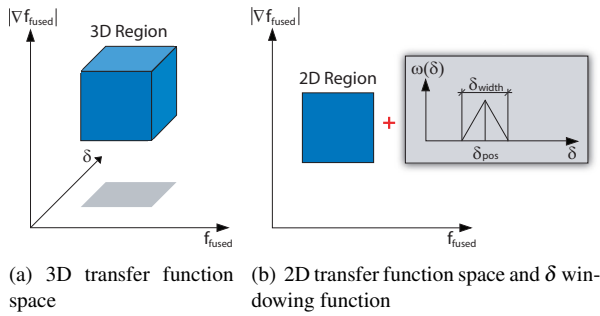 |∇f_fused|
3D Region
δ
f_fused
|∇f_fused|
2D Region
+
ω(δ)
δ_width
δ_pos
δ
f_fused
(a) 3D transfer function space
(b) 2D transfer function space and δ win-
dowing function